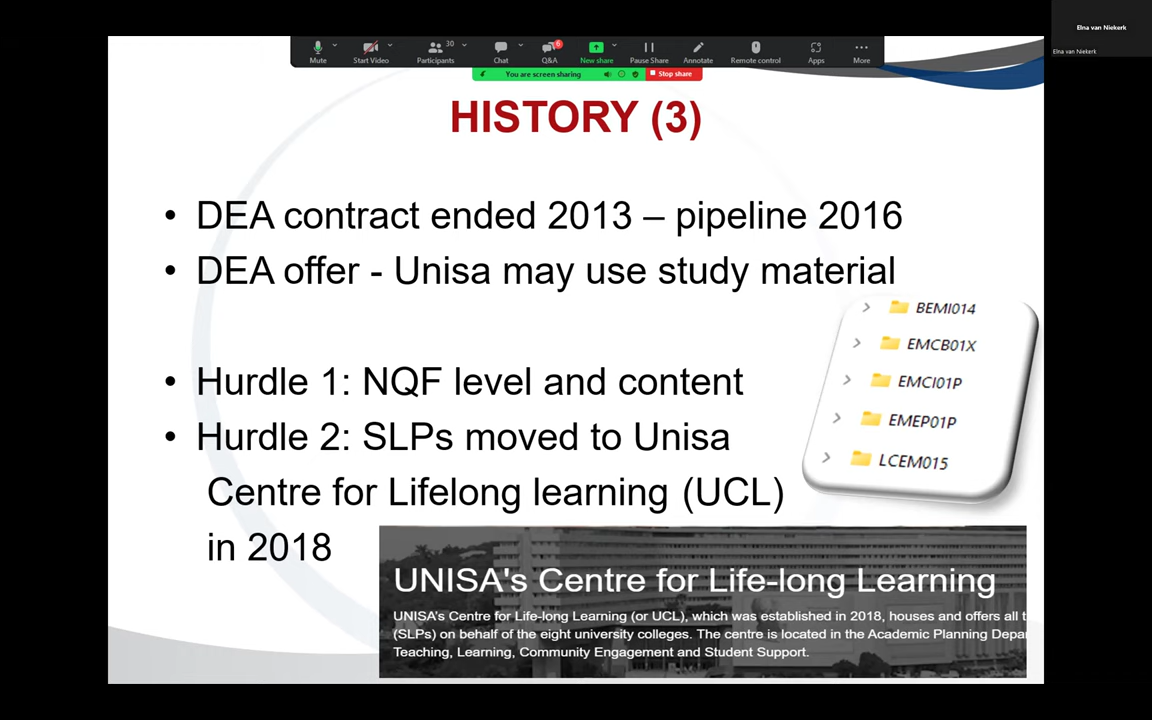 Elna van Niekerk
Elna van Niekerk
30
6
Mute
Start Video
Participants
Chat
Q&A
New share
Pause Share
Annotate
Remote control
Apps
More
You are screen sharing
Stop share
HISTORY (3)
• DEA contract ended 2013 – pipeline 2016
• DEA offer - Unisa may use study material
BEMI014
EMCB01X
EMCI01P
EMEP01P
LCEM015
• Hurdle 1: NQF level and content
• Hurdle 2: SLPs moved to Unisa
Centre for Lifelong learning (UCL)
in 2018
UNISA's Centre for Life-long Learning
UNISA's Centre for Life-long Learning (or UCL), which was established in 2018, houses and offers all
(SLPs) on behalf of the eight university colleges. The centre is located in the Academic Planning
Teaching, Learning, Community Engagement and Student Support.